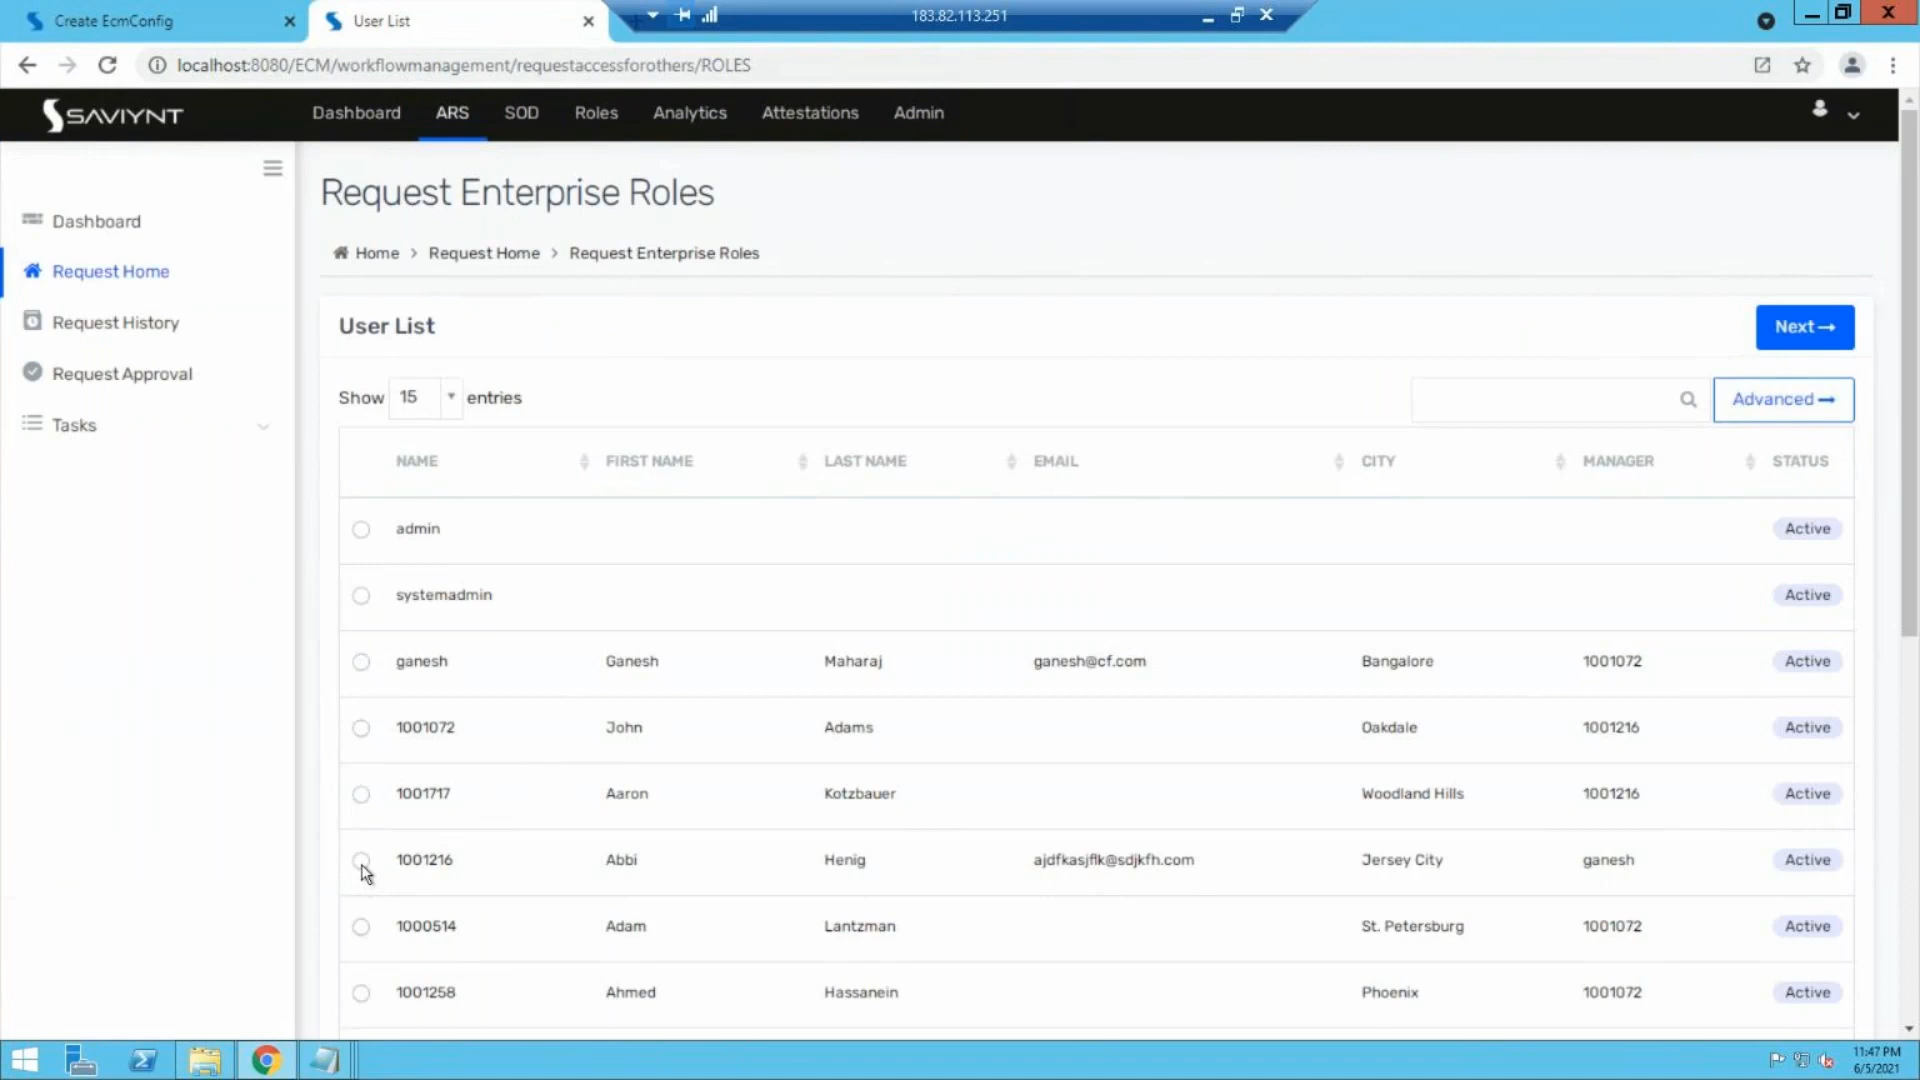 Create EcmConfig
User List
183.82.113.251
localhost:8080/ECM/workflowmanagement/requestaccessforothers/ROLES
SAVIYNT
Dashboard ARS SOD Roles Analytics Attestations Admin
Dashboard
Request Home
Request History
Request Approval
Tasks
Request Enterprise Roles
Home > Request Home > Request Enterprise Roles
User List
Next
Show 15 entries
Advanced
NAME FIRST NAME LAST NAME EMAIL CITY MANAGER STATUS
admin Active
systemadmin Active
ganesh Ganesh Maharaj ganesh@cf.com Bangalore 1001072 Active
1001072 John Adams Oakdale 1001216 Active
1001717 Aaron Kotzbauer Woodland Hills 1001216 Active
1001216 Abbi Henig ajdfkasjflk@sdjkfh.com Jersey City ganesh Active
1000514 Adam Lantzman St. Petersburg 1001072 Active
1001258 Ahmed Hassanein Phoenix 1001072 Active
11:47 PM
6/5/2021